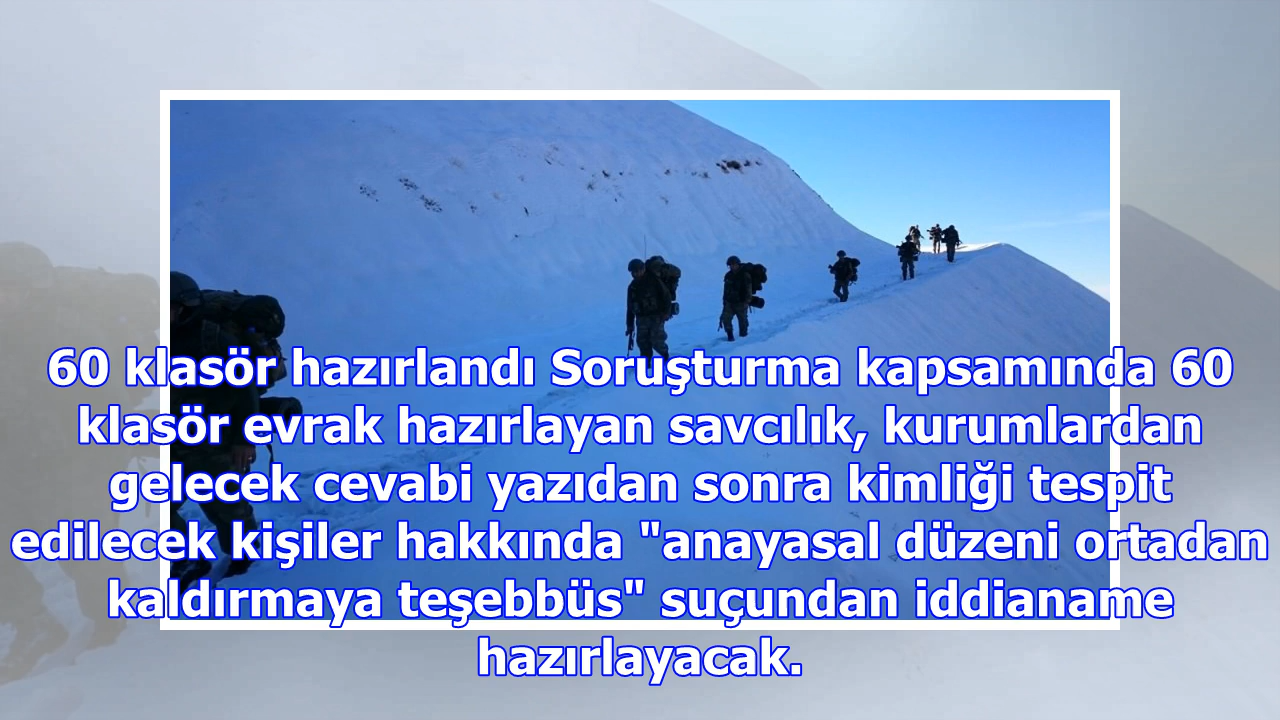 60 klasör hazırlandı Soruşturma kapsamında 60
klasör evrak hazırlayan savcılık, kurumlardan
gelecek cevabi yazıdan sonra kimliği tespit
edilecek kişiler hakkında "anayasal düzeni ortadan
kaldırmaya teşebbüs" suçundan iddianame
hazırlayacak.